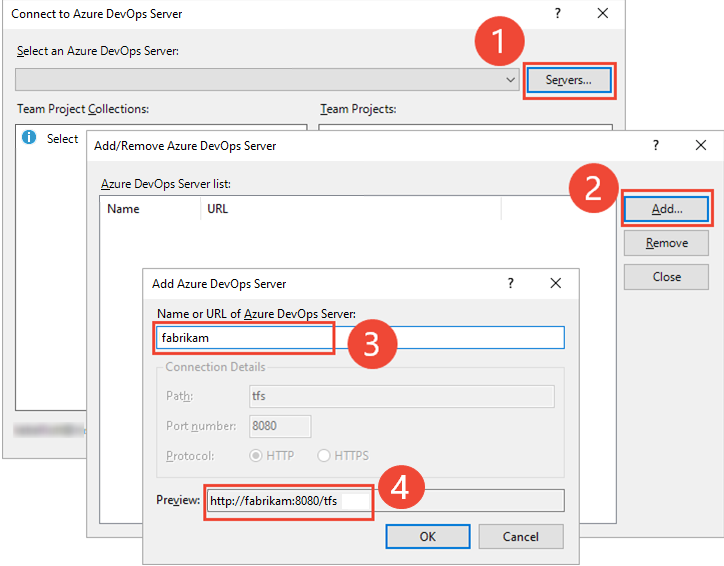 Connect to Azure DevOps Server
?
1
Select an Azure DevOps Server:
Servers...
Team Project Collections:
Team Projects:
Select
Add/Remove Azure DevOps Server
?
Azure DevOps Server list:
2
Name
URL
Add...
Remove
Close
Add Azure DevOps Server
?
Name or URL of Azure DevOps Server:
fabrikam
3
Connection Details
Path:
tfs
Port number:
8080
Protocol:
HTTP
HTTPS
4
Preview:
http://fabrikam:8080/tfs
OK
Cancel